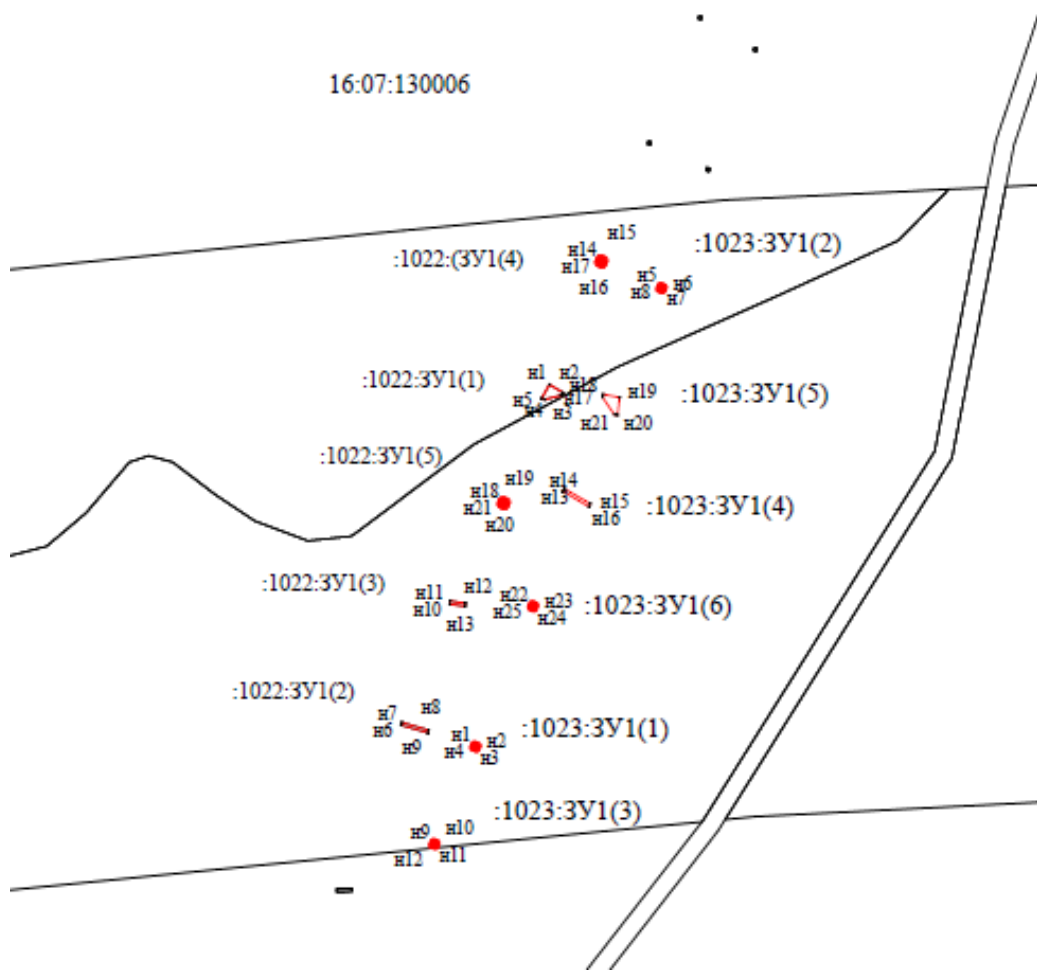 16:07:130006
н15
:1022:(ЗУ1(4)
н14
:1023:ЗУ1(2)
н17
н16
н5
н6
н8
н7
:1022:ЗУ1(1)
н1
н2
н18
н19
:1023:ЗУ1(5)
н5
н17
н4
н3
н21
н20
:1022:ЗУ1(5)
н19
н14
н18
н13
н15
:1023:ЗУ1(4)
н21
н16
н20
:1022:ЗУ1(3)
н11
н12
н22
н23
:1023:ЗУ1(6)
н10
н25
н24
н13
:1022:ЗУ1(2)
н7
н8
н6
н1
н2
:1023:ЗУ1(1)
н9
н4
н3
:1023:ЗУ1(3)
н9
н10
н12
н11